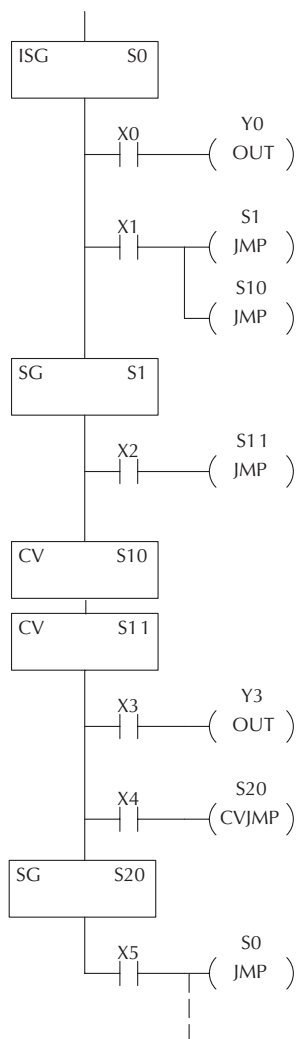 ISG S0
Y0
X0
OUT
S1
X1
JMP
S10
JMP
SG S1
S11
X2
JMP
CV S10
CV S11
Y3
X3
OUT
S20
X4
CVJMP
SG S20
S0
X5
JMP